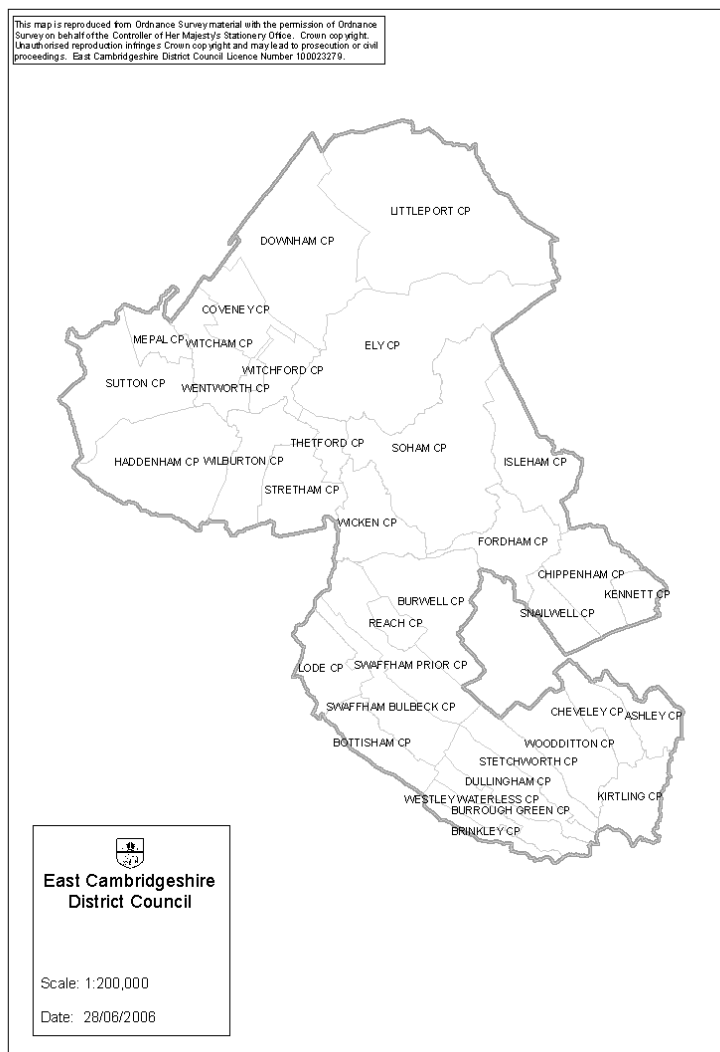 This map is reproduced from Ordnance Survey material with the permission of Ordnance
Survey on behalf of the Controller of Her Majesty's Stationery Office. Crown copyright.
Unauthorised reproduction infringes Crown copyright and may lead to prosecution or civil
proceedings. East Cambridgeshire District Council Licence Number 100023279.
LITTLEPORT CP
DOWNHAM CP
COVENEY CP
MEPAL CP
WITCHAM CP
ELY CP
WITCHFORD CP
SUTTON CP
WENTWORTH CP
THETFORD CP
SOHAM CP
HADDENHAM CP
WILBURTON CP
ISLEHAM CP
STRETHAM CP
WICKEN CP
FORDHAM CP
CHIPPENHAM CP
KENNETT CP
BURWELL CP
SNAILWELL CP
REACH CP
LODE CP
SWAFFHAM PRIOR CP
SWAFFHAM BULBECK CP
CHEVELEY CP
ASHLEY CP
BOTTISHAM CP
WOODDITTON CP
STETCHWORTH CP
DULLINGHAM CP
WESTLEY WATERLESS CP
KIRTLING CP
BURROUGH GREEN CP
BRINKLEY CP
East Cambridgeshire
District Council
Scale: 1:200,000
Date: 28/06/2006